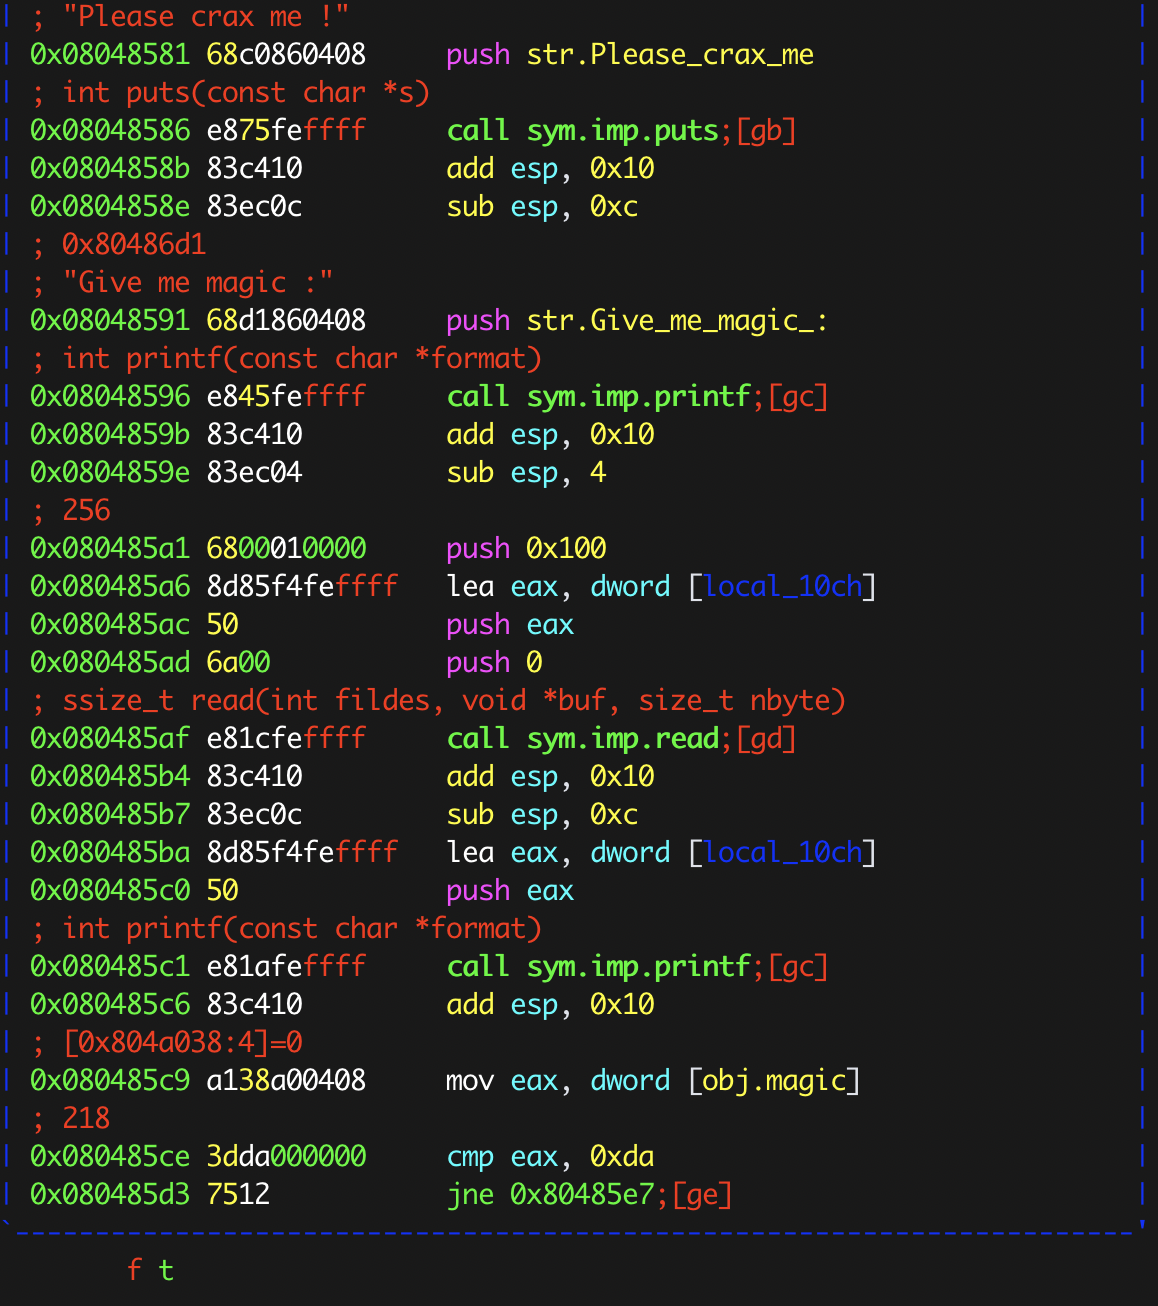 ; "Please crax me !"
0x08048581 68c0860408 push str.Please_crax_me
; int puts(const char *s)
0x08048586 e875feffff call sym.imp.puts;[gb]
0x0804858b 83c410 add esp, 0x10
0x0804858e 83ec0c sub esp, 0xc
; 0x80486d1
; "Give me magic :"
0x08048591 68d1860408 push str.Give_me_magic_:
; int printf(const char *format)
0x08048596 e845feffff call sym.imp.printf;[gc]
0x0804859b 83c410 add esp, 0x10
0x0804859e 83ec04 sub esp, 4
; 256
0x080485a1 6800010000 push 0x100
0x080485a6 8d85f4feffff lea eax, dword [local_10ch]
0x080485ac 50 push eax
0x080485ad 6a00 push 0
; ssize_t read(int fildes, void *buf, size_t nbyte)
0x080485af e81cfeffff call sym.imp.read;[gd]
0x080485b4 83c410 add esp, 0x10
0x080485b7 83ec0c sub esp, 0xc
0x080485ba 8d85f4feffff lea eax, dword [local_10ch]
0x080485c0 50 push eax
; int printf(const char *format)
0x080485c1 e81afeffff call sym.imp.printf;[gc]
0x080485c6 83c410 add esp, 0x10
; [0x804a038:4]=0
0x080485c9 a138a00408 mov eax, dword [obj.magic]
; 218
0x080485ce 3dda000000 cmp eax, 0xda
0x080485d3 7512 jne 0x80485e7;[ge]
f t